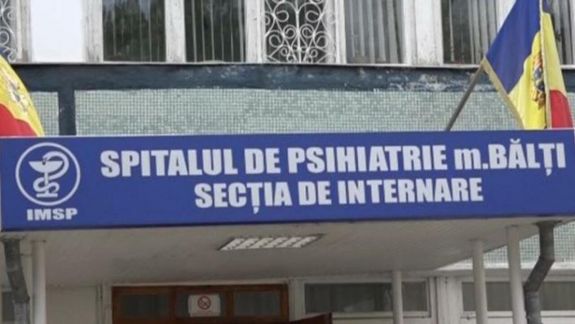 SPITALUL DE PSIHIATRIE m.BĂLȚI
SECȚIA DE INTERNARE
IMSP